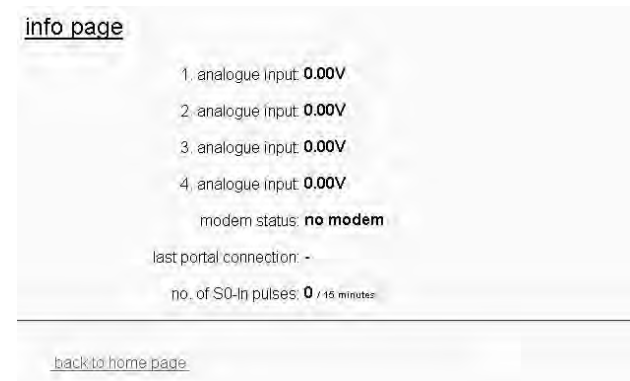 info page
1. analogue input: 0.00V
2. analogue input: 0.00V
3. analogue input: 0.00V
4. analogue input: 0.00V
modem status: no modem
last portal connection: -
no. of S0-In pulses: 0 / 15 minutes
back to home page